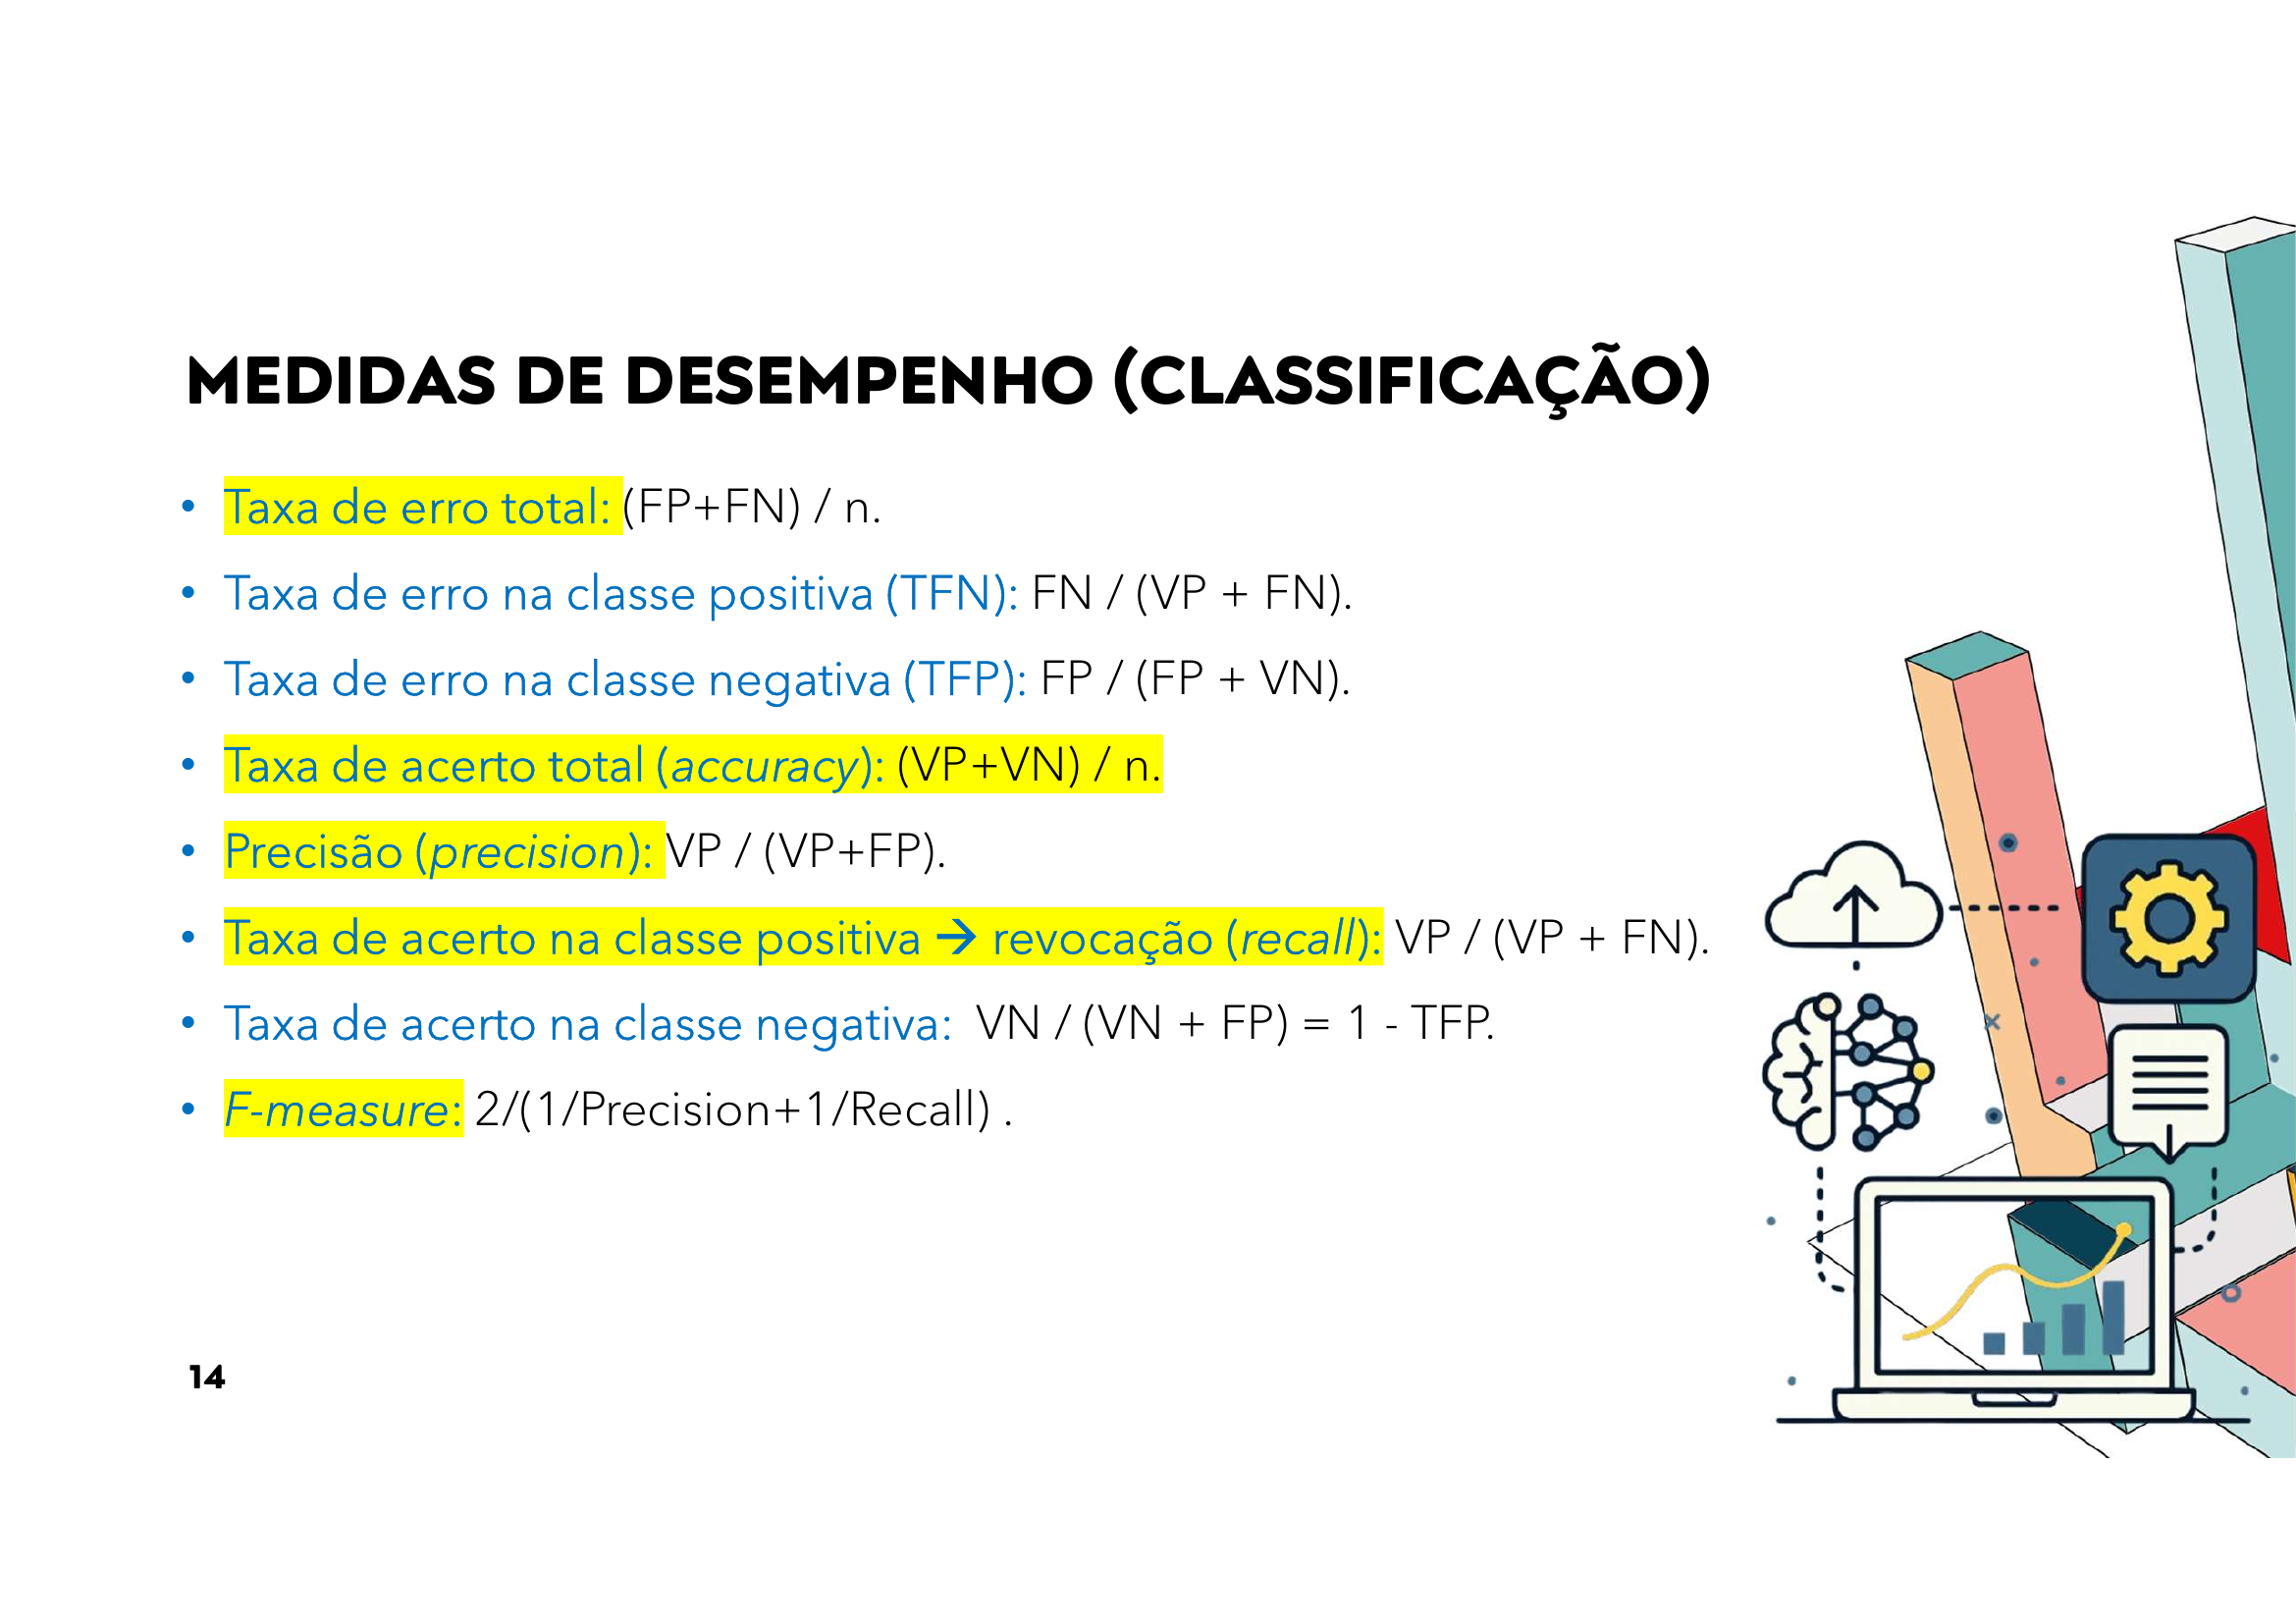 MEDIDAS DE DESEMPENHO (CLASSIFICAÇÃO)
• Taxa de erro total: (FP+FN) / n.
• Taxa de erro na classe positiva (TFN): FN / (VP + FN).
• Taxa de erro na classe negativa (TFP): FP / (FP + VN).
• Taxa de acerto total (accuracy): (VP+VN) / n.
• Precisão (precision): VP / (VP+FP).
• Taxa de acerto na classe positiva → revocação (recall): VP / (VP + FN).
• Taxa de acerto na classe negativa: VN / (VN + FP) = 1 - TFP.
• F-measure: 2/(1/Precision+1/Recall) .
14